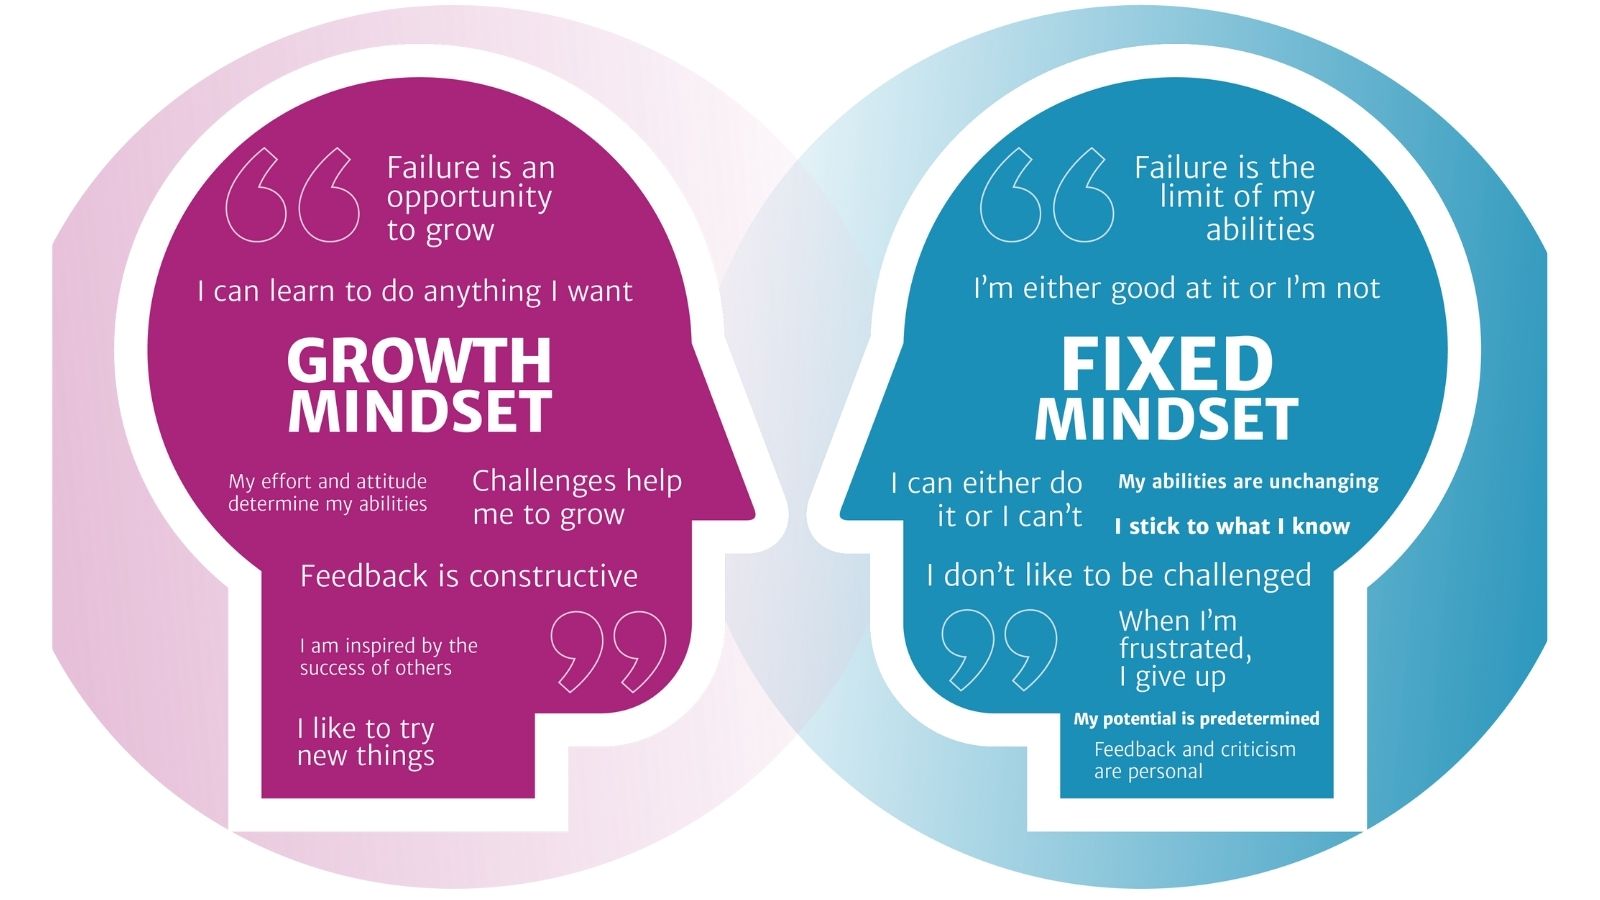 Failure is an
opportunity
to grow
I can learn to do anything I want
GROWTH
MINDSET
My effort and attitude
determine my abilities
Challenges help
me to grow
Feedback is constructive
I am inspired by the
success of others
I like to try
new things
Failure is the
limit of my
abilities
I’m either good at it or I’m not
FIXED
MINDSET
I can either do
it or I can’t
My abilities are unchanging
I stick to what I know
I don’t like to be challenged
When I’m
frustrated,
I give up
My potential is predetermined
Feedback and criticism
are personal